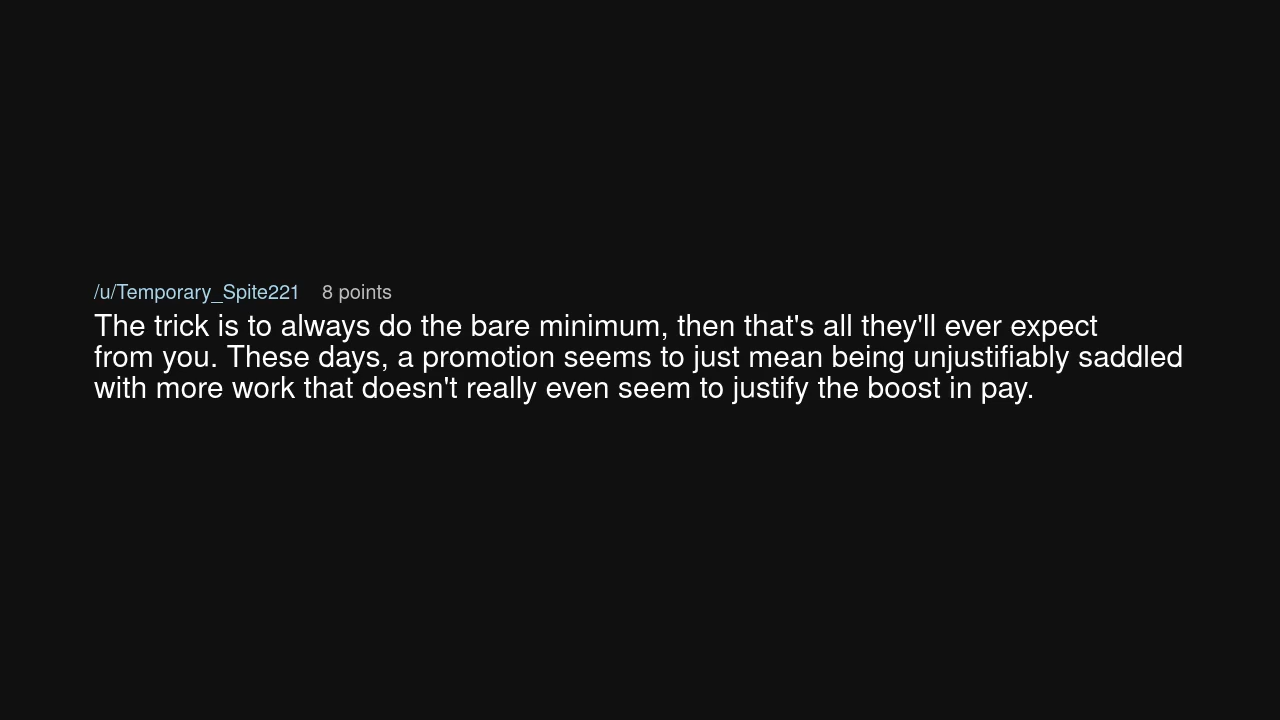 /u/Temporary_Spite221 8 points
The trick is to always do the bare minimum, then that's all they'll ever expect
from you. These days, a promotion seems to just mean being unjustifiably saddled
with more work that doesn't really even seem to justify the boost in pay.